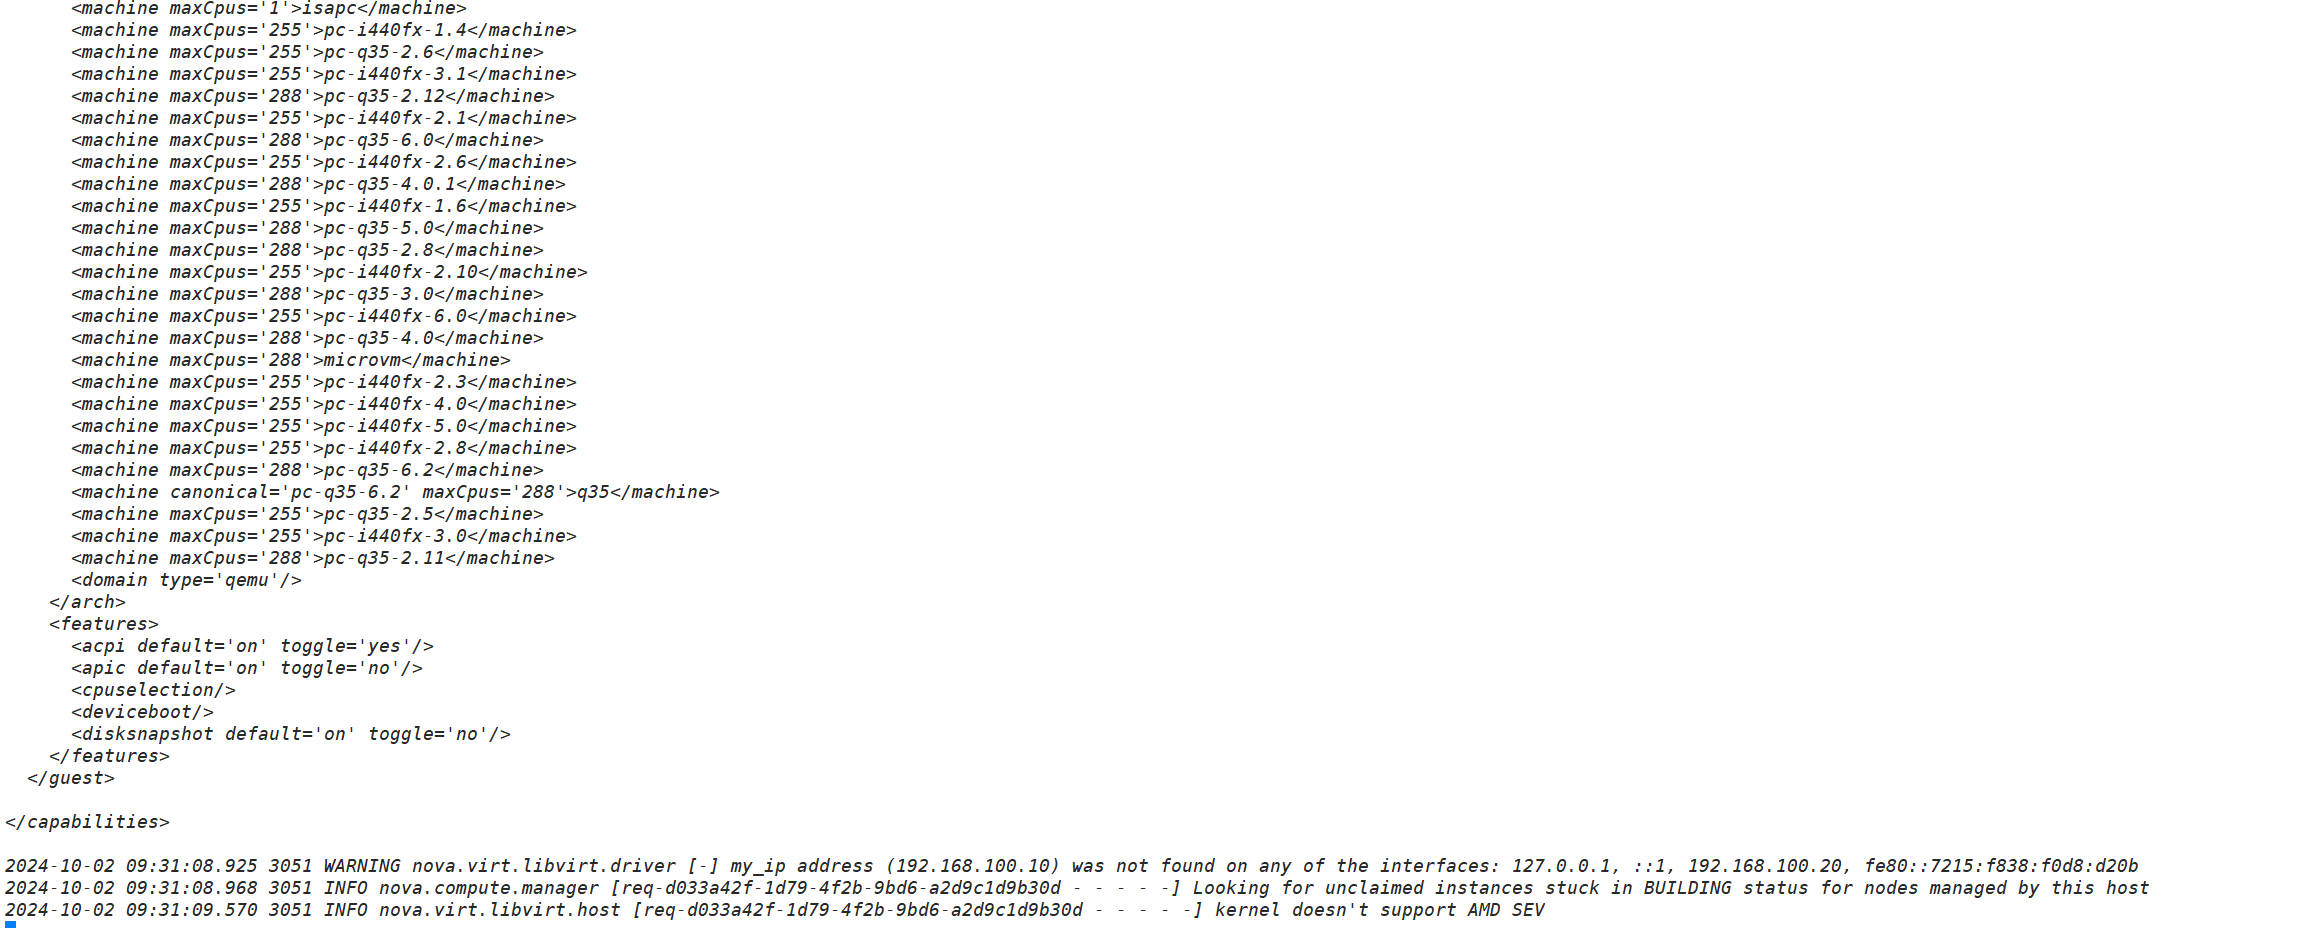 <machine maxCpus='1'>isapc</machine>
<machine maxCpus='255'>pc-i440fx-1.4</machine>
<machine maxCpus='255'>pc-q35-2.6</machine>
<machine maxCpus='255'>pc-i440fx-3.1</machine>
<machine maxCpus='288'>pc-q35-2.12</machine>
<machine maxCpus='255'>pc-i440fx-2.1</machine>
<machine maxCpus='288'>pc-q35-6.0</machine>
<machine maxCpus='255'>pc-i440fx-2.6</machine>
<machine maxCpus='288'>pc-q35-4.0.1</machine>
<machine maxCpus='255'>pc-i440fx-1.6</machine>
<machine maxCpus='288'>pc-q35-5.0</machine>
<machine maxCpus='288'>pc-q35-2.8</machine>
<machine maxCpus='255'>pc-i440fx-2.10</machine>
<machine maxCpus='288'>pc-q35-3.0</machine>
<machine maxCpus='255'>pc-i440fx-6.0</machine>
<machine maxCpus='288'>pc-q35-4.0</machine>
<machine maxCpus='288'>microvm</machine>
<machine maxCpus='255'>pc-i440fx-2.3</machine>
<machine maxCpus='255'>pc-i440fx-4.0</machine>
<machine maxCpus='255'>pc-i440fx-5.0</machine>
<machine maxCpus='255'>pc-i440fx-2.8</machine>
<machine maxCpus='288'>pc-q35-6.2</machine>
<machine canonical='pc-q35-6.2' maxCpus='288'>q35</machine>
<machine maxCpus='255'>pc-q35-2.5</machine>
<machine maxCpus='255'>pc-i440fx-3.0</machine>
<machine maxCpus='288'>pc-q35-2.11</machine>
<domain type='qemu'/>
</arch>
<features>
<acpi default='on' toggle='yes'/>
<apic default='on' toggle='no'/>
<cpuselection/>
<deviceboot/>
<disksnapshot default='on' toggle='no'/>
</features>
</guest>
</capabilities>
2024-10-02 09:31:08.925 3051 WARNING nova.virt.libvirt.driver [-] my_ip address (192.168.100.10) was not found on any of the interfaces: 127.0.0.1, ::1, 192.168.100.20, fe80::7215:f838:f0d8:d20b
2024-10-02 09:31:08.968 3051 INFO nova.compute.manager [req-d033a42f-1d79-4f2b-9bd6-a2d9c1d9b30d - - - - -] Looking for unclaimed instances stuck in BUILDING status for nodes managed by this host
2024-10-02 09:31:09.570 3051 INFO nova.virt.libvirt.host [req-d033a42f-1d79-4f2b-9bd6-a2d9c1d9b30d - - - - -] kernel doesn't support AMD SEV